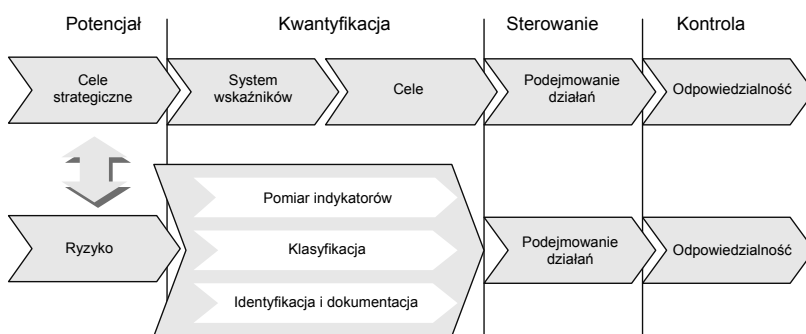 Potencjał
Kwantyfikacja
Sterowanie
Kontrola
Cele
strategiczne
System
wskaźników
Cele
Podejmowanie
działań
Odpowiedzialność
Ryzyko
Pomiar indykatorów
Klasyfikacja
Identyfikacja i dokumentacja
Podejmowanie
działań
Odpowiedzialność